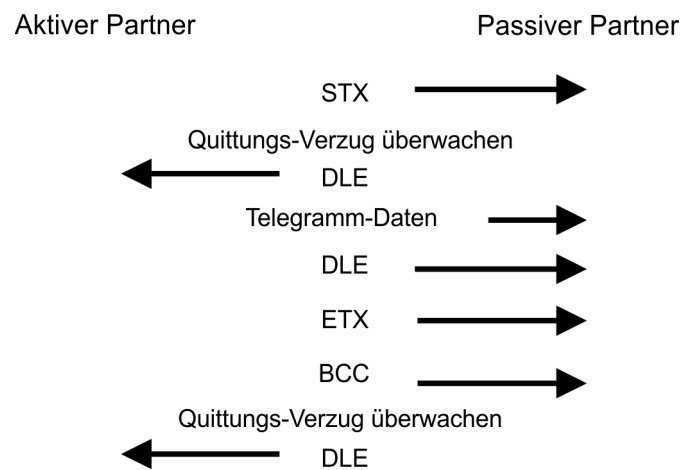 Aktiver Partner Passiver Partner
STX
Quittungs-Verzug überwachen
DLE
Telegramm-Daten
DLE
ETX
BCC
Quittungs-Verzug überwachen
DLE